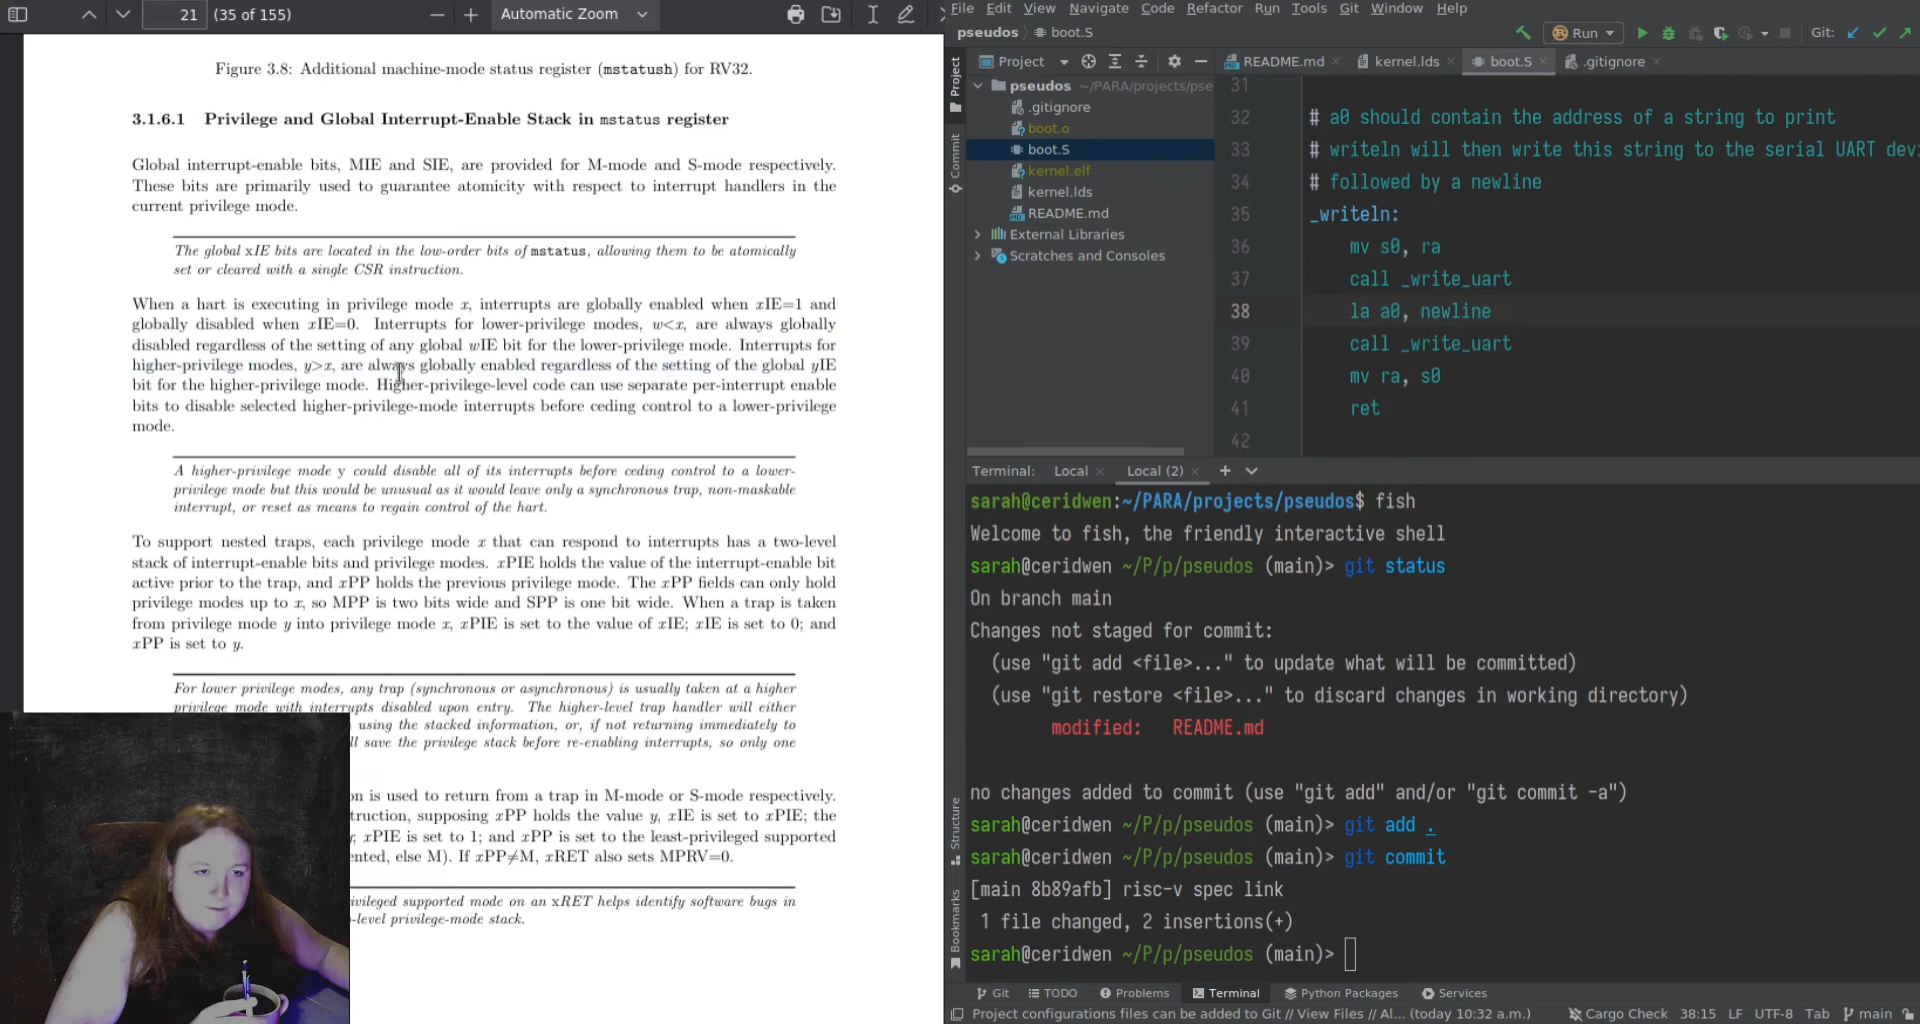 21 (35 of 155)
Automatic Zoom
Figure 3.8: Additional machine-mode status register (mstatush) for RV32.
3.1.6.1 Privilege and Global Interrupt-Enable Stack in mstatus register
Global interrupt-enable bits, MIE and SIE, are provided for M-mode and S-mode respectively.
These bits are primarily used to guarantee atomicity with respect to interrupt handlers in the
current privilege mode.
The global xIE bits are located in the low-order bits of mstatus, allowing them to be atomically
set or cleared with a single CSR instruction.
When a hart is executing in privilege mode x, interrupts are globally enabled when xIE=1 and
globally disabled when xIE=0. Interrupts for lower-privilege modes, w<x, are always globally
disabled regardless of the setting of any global wIE bit for the lower-privilege mode. Interrupts for
higher-privilege modes, y>x, are always globally enabled regardless of the setting of the global yIE
bit for the higher-privilege mode. Higher-privilege-level code can use separate per-interrupt enable
bits to disable selected higher-privilege-mode interrupts before ceding control to a lower-privilege
mode.
A higher-privilege mode y could disable all of its interrupts before ceding control to a lower-
privilege mode but this would be unusual as it would leave only a synchronous trap, non-maskable
interrupt, or reset as means to regain control of the hart.
To support nested traps, each privilege mode x that can respond to interrupts has a two-level
stack of interrupt-enable bits and privilege modes. xPIE holds the value of the interrupt-enable bit
active prior to the trap, and xPP holds the previous privilege mode. The xPP fields can only hold
privilege modes up to x, so MPP is two bits wide and SPP is one bit wide. When a trap is taken
from privilege mode y into privilege mode x, xPIE is set to the value of xIE; xIE is set to 0; and
xPP is set to y.
For lower privilege modes, any trap (synchronous or asynchronous) is usually taken at a higher
privilege mode with interrupts disabled upon entry. The higher-level trap handler will either
using the stacked information, or, if not returning immediately to
ll save the privilege stack before re-enabling interrupts, so only one
on is used to return from a trap in M-mode or S-mode respectively.
truction, supposing xPP holds the value y, xIE is set to xPIE; the
xPIE is set to 1; and xPP is set to the least-privileged supported
ented, else M). If xPP≠M, xRET also sets MPRV=0.
ivileged supported mode on an xRET helps identify software bugs in
-level privilege-mode stack.
File Edit View Navigate Code Refactor Run Tools Git Window Help
pseudos boot.S
Run
Git:
Project
README.md kernel.lds boot.S .gitignore
Project
Commit
pseudos ~/PARA/projects/pse
.gitignore
boot.o
boot.S
kernel.elf
kernel.lds
README.md
External Libraries
Scratches and Consoles
31
32 # a0 should contain the address of a string to print
33 # writeln will then write this string to the serial UART devi
34 # followed by a newline
35 _writeln:
36 mv s0, ra
37 call _write_uart
38 la a0, newline
39 call _write_uart
40 mv ra, s0
41 ret
42
Terminal: Local Local (2)
sarah@ceridwen:~/PARA/projects/pseudos$ fish
Welcome to fish, the friendly interactive shell
sarah@ceridwen ~/P/p/pseudos (main)> git status
On branch main
Changes not staged for commit:
(use "git add <file>..." to update what will be committed)
(use "git restore <file>..." to discard changes in working directory)
modified: README.md
no changes added to commit (use "git add" and/or "git commit -a")
sarah@ceridwen ~/P/p/pseudos (main)> git add .
sarah@ceridwen ~/P/p/pseudos (main)> git commit
[main 8b89afb] risc-v spec link
1 file changed, 2 insertions(+)
sarah@ceridwen ~/P/p/pseudos (main)>
Structure
Bookmarks
Git TODO Problems Terminal Python Packages Services
Project configurations files can be added to Git // View Files // Al... (today 10:32 a.m.) Cargo Check 38:15 LF UTF-8 Tab main